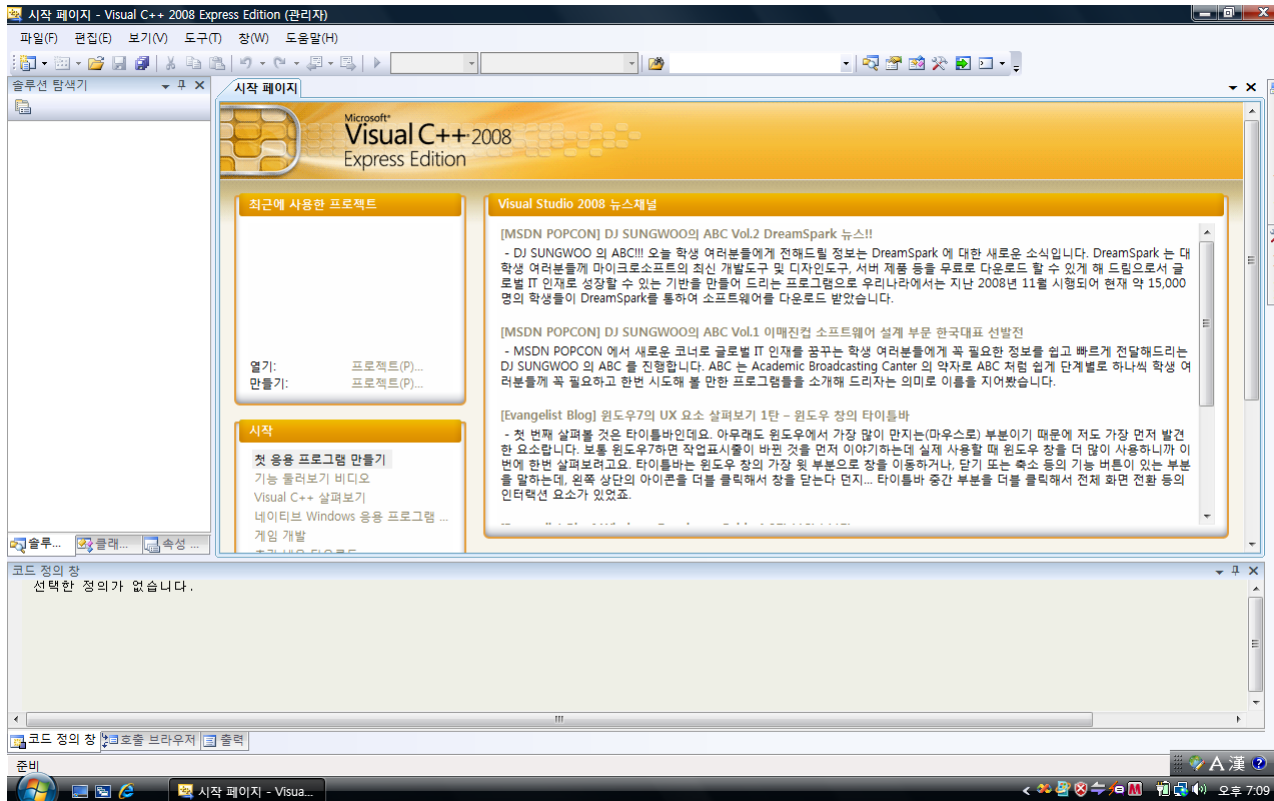 시작 페이지 - Visual C++ 2008 Express Edition (관리자)
파일(F) 편집(E) 보기(V) 도구(T) 창(W) 도움말(H)
솔루션 탐색기
시작 페이지
Microsoft®
Visual C++ 2008
Express Edition
최근에 사용한 프로젝트
열기: 프로젝트(P)...
만들기: 프로젝트(P)...
시작
첫 응용 프로그램 만들기
기능 둘러보기 비디오
Visual C++ 살펴보기
네이티브 Windows 응용 프로그램 ...
게임 개발
Visual Studio 2008 뉴스채널
[MSDN POPCON] DJ SUNGWOO의 ABC Vol.2 DreamSpark 뉴스!!
- DJ SUNGWOO 의 ABC!!! 오늘 학생 여러분들에게 전해드릴 정보는 DreamSpark 에 대한 새로운 소식입니다. DreamSpark 는 대
학생 여러분들께 마이크로소프트의 최신 개발도구 및 디자인도구, 서버 제품 등을 무료로 다운로드 할 수 있게 해 드림으로서 글
로벌 IT 인재로 성장할 수 있는 기반을 만들어 드리는 프로그램으로 우리나라에서는 지난 2008년 11월 시행되어 현재 약 15,000
명의 학생들이 DreamSpark를 통하여 소프트웨어를 다운로드 받았습니다.
[MSDN POPCON] DJ SUNGWOO의 ABC Vol.1 이매진컵 소프트웨어 설계 부문 한국대표 선발전
- MSDN POPCON 에서 새로운 코너로 글로벌 IT 인재를 꿈꾸는 학생 여러분들에게 꼭 필요한 정보를 쉽고 빠르게 전달해드리는
DJ SUNGWOO 의 ABC 를 진행합니다. ABC 는 Academic Broadcasting Canter 의 약자로 ABC 처럼 쉽게 단계별로 하나씩 학생 여
러분들께 꼭 필요하고 한번 시도해 볼 만한 프로그램들을 소개해 드리자는 의미로 이름을 지어봤습니다.
[Evangelist Blog] 윈도우7의 UX 요소 살펴보기 1탄 – 윈도우 창의 타이틀바
- 첫 번째 살펴볼 것은 타이틀바인데요. 아무래도 윈도우에서 가장 많이 만지는(마우스로) 부분이기 때문에 저도 가장 먼저 발견
한 요소랍니다. 보통 윈도우7하면 작업표시줄이 바뀐 것을 먼저 이야기하는데 실제 사용할 때 윈도우 창을 더 많이 사용하니까 이
번에 한번 살펴보려고요. 타이틀바는 윈도우 창의 가장 윗 부분으로 창을 이동하거나, 닫기 또는 축소 등의 기능 버튼이 있는 부분
을 말하는데, 왼쪽 상단의 아이콘을 더블 클릭해서 창을 닫는다 던지... 타이틀바 중간 부분을 더블 클릭해서 전체 화면 전환 등의
인터랙션 요소가 있었죠.
솔루... 클래... 속성 ...
코드 정의 창
선택한 정의가 없습니다.
코드 정의 창 호출 브라우저 출력
준비
A 漢
시작 페이지 - Visua...
오후 7:09